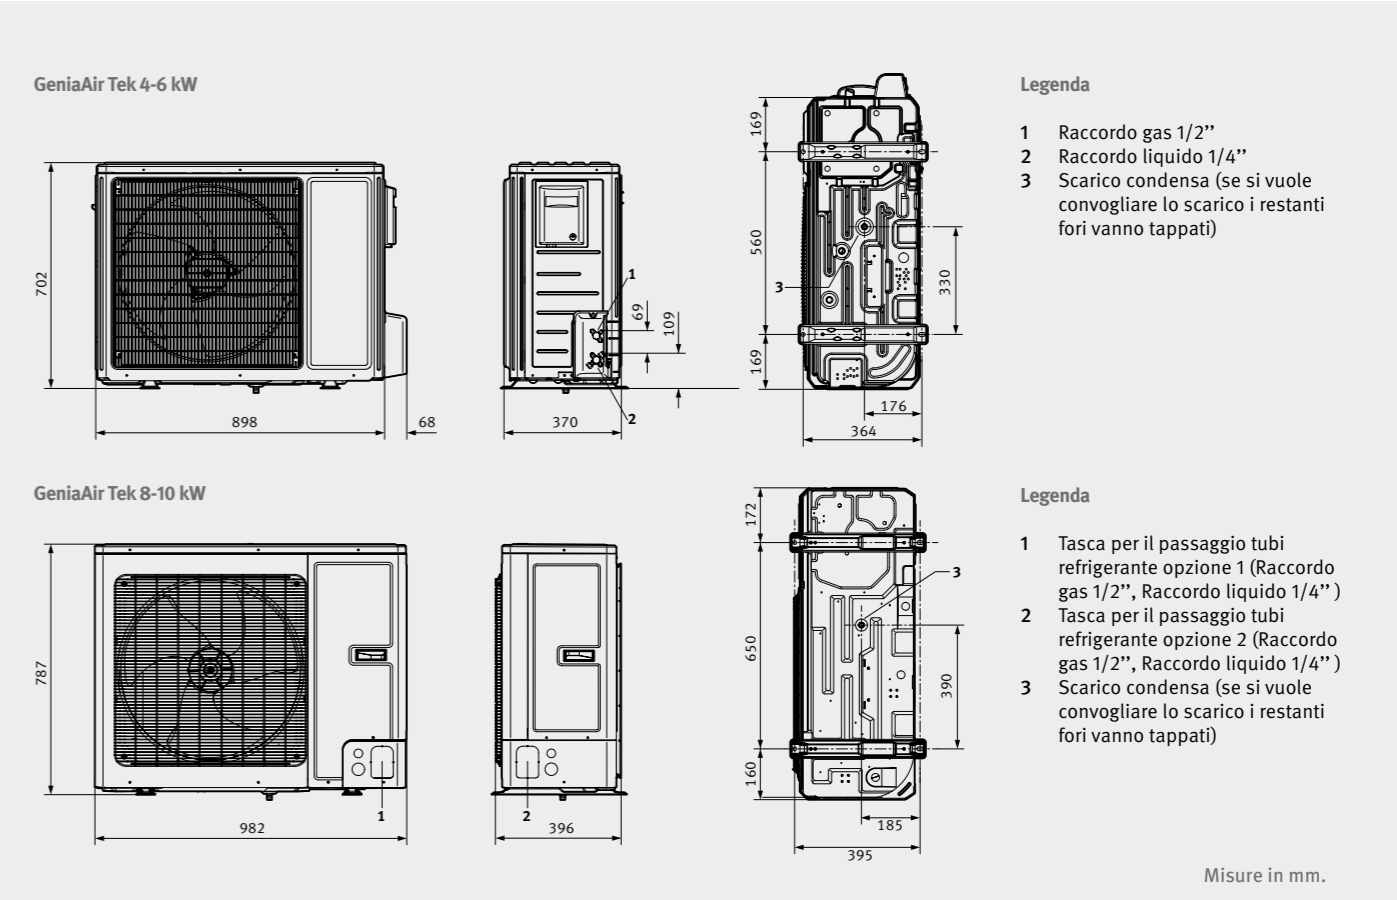 GeniaAir Tek 4-6 kW
702
898
68
370
1
69
109
2
169
560
169
3
330
176
364
Legenda
1 Raccordo gas 1/2’’
2 Raccordo liquido 1/4’’
3 Scarico condensa (se si vuole
convogliare lo scarico i restanti
fori vanno tappati)
GeniaAir Tek 8-10 kW
787
982
1
396
2
172
650
160
3
390
185
395
Legenda
1 Tasca per il passaggio tubi
refrigerante opzione 1 (Raccordo
gas 1/2’’, Raccordo liquido 1/4’’ )
2 Tasca per il passaggio tubi
refrigerante opzione 2 (Raccordo
gas 1/2’’, Raccordo liquido 1/4’’ )
3 Scarico condensa (se si vuole
convogliare lo scarico i restanti
fori vanno tappati)
Misure in mm.